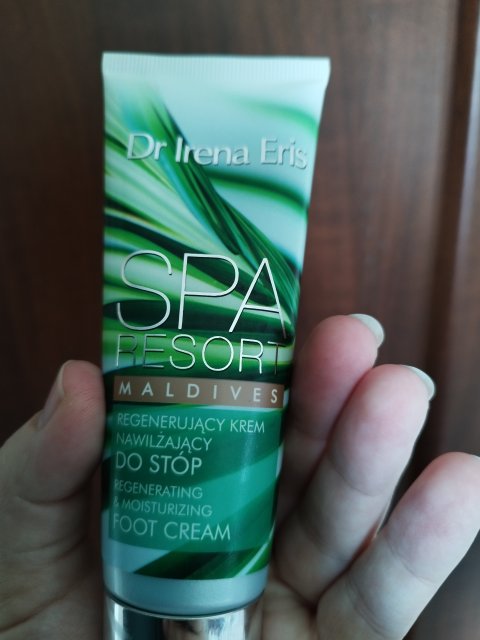 Dr Irena Eris
SPA
RESORT
MALDIVES
REGENERUJĄCY KREM
NAWILŻAJĄCY
DO STÓP
REGENERATING
& MOISTURIZING
FOOT CREAM